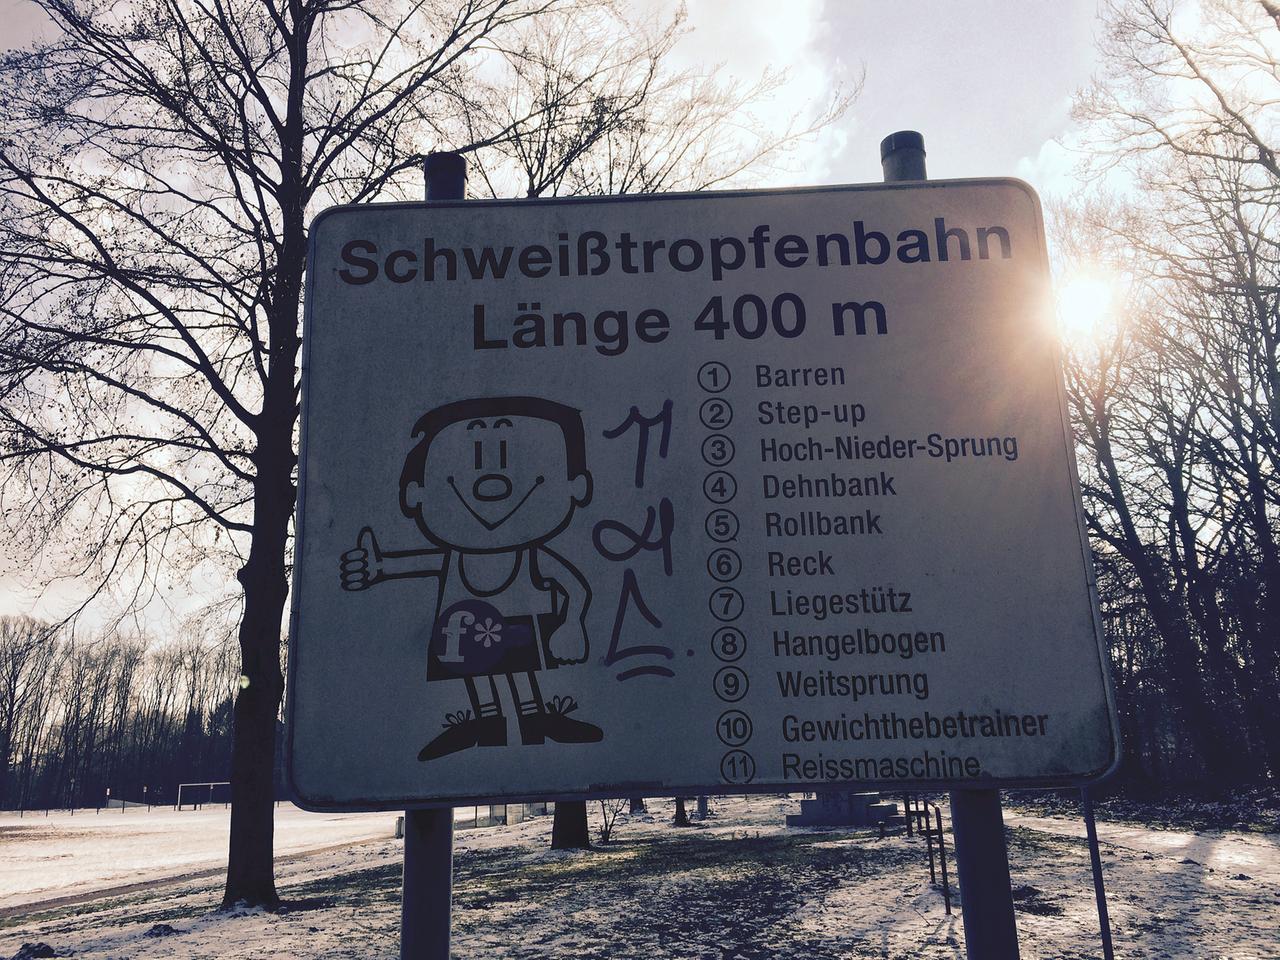 Schweißtropfenbahn
Länge 400 m
1 Barren
2 Step-up
3 Hoch-Nieder-Sprung
4 Dehnbank
5 Rollbank
6 Reck
7 Liegestütz
8 Hangelbogen
9 Weitsprung
10 Gewichthebetrainer
11 Reissmaschine
f*